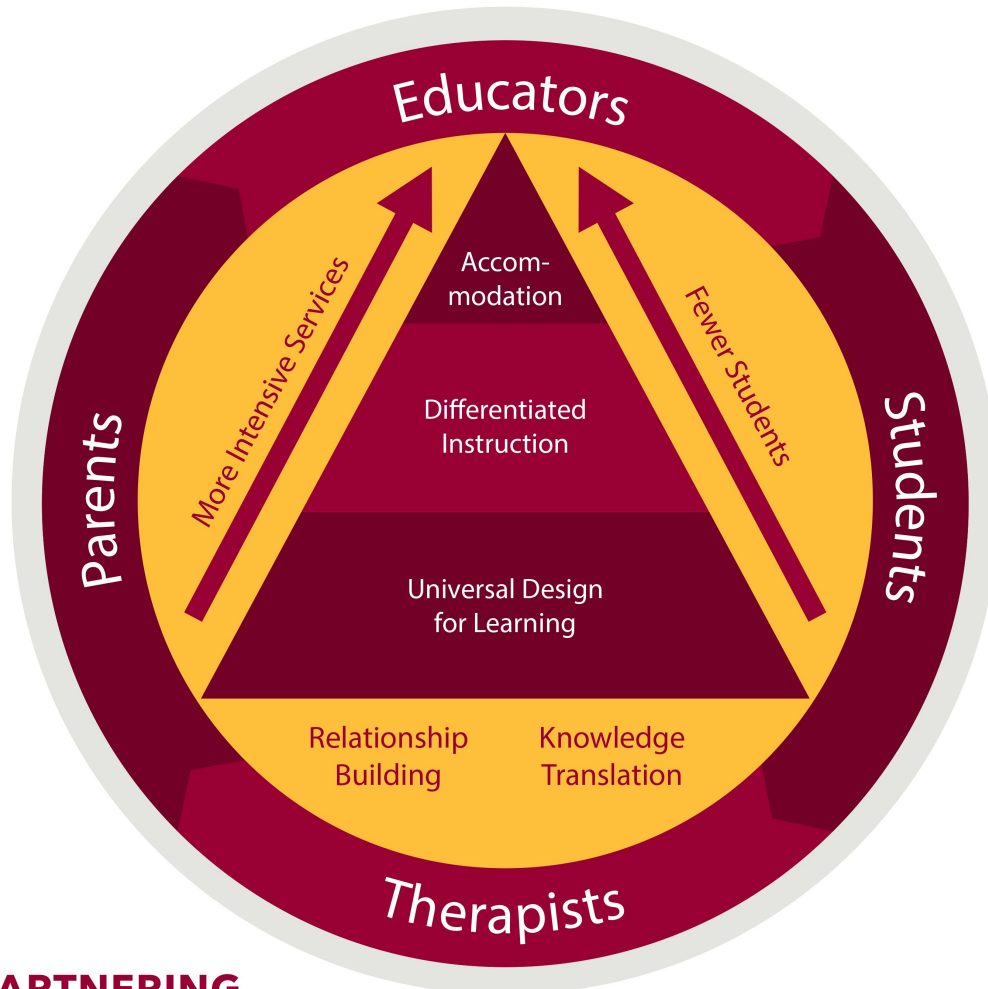 Educators
Parents
Students
Therapists
More Intensive Services
Fewer Students
Accom-
modation
Differentiated
Instruction
Universal Design
for Learning
Relationship
Building
Knowledge
Translation